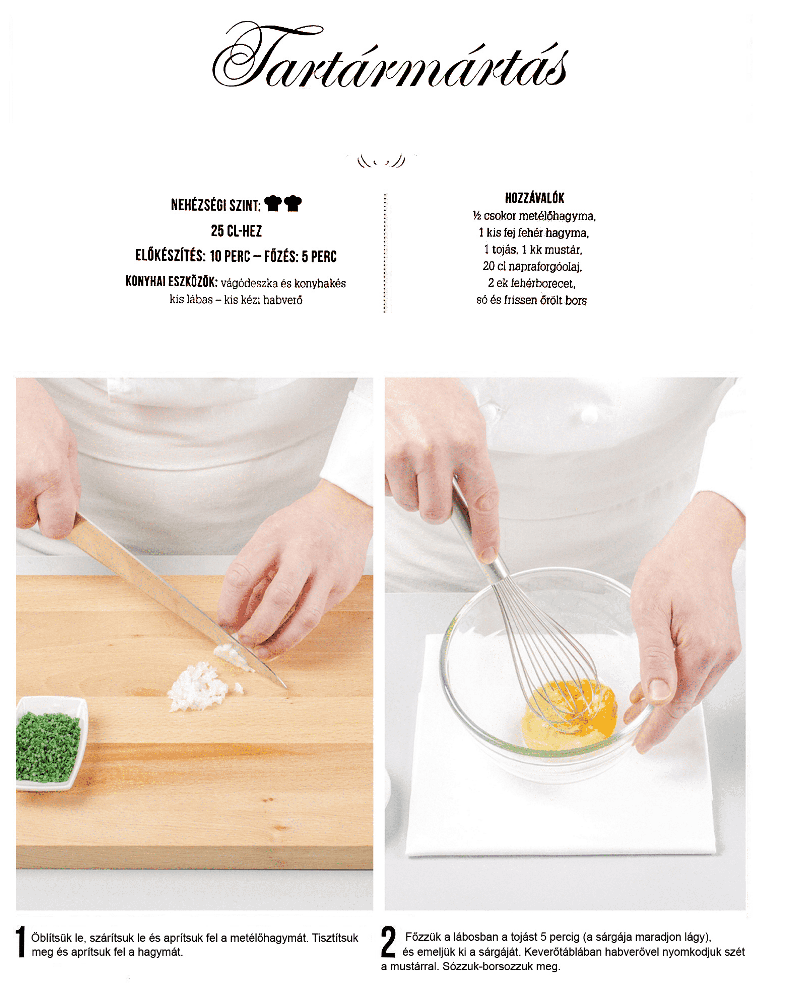 Tartármártás
NEHÉZSÉGI SZINT:
25 CL-HEZ
ELŐKÉSZÍTÉS: 10 PERC – FŐZÉS: 5 PERC
KONYHAI ESZKÖZÖK: vágódeszka és konyhakés
kis lábas – kis kézi habverő
HOZZÁVALÓK
½ csokor metélőhagyma,
1 kis fej fehér hagyma,
1 tojás, 1 kk mustár,
20 cl napraforgóolaj,
2 ek fehérborecet,
só és frissen őrölt bors
1 Öblítsük le, szárítsuk le és aprítsuk fel a metélőhagymát. Tisztítsuk
meg és aprítsuk fel a hagymát.
2 Főzzük a lábosban a tojást 5 percig (a sárgája maradjon lágy),
és emeljük ki a sárgáját. Keverőtáblában habverővel nyomkodjuk szét
a mustárral. Sózzuk-borsozzuk meg.